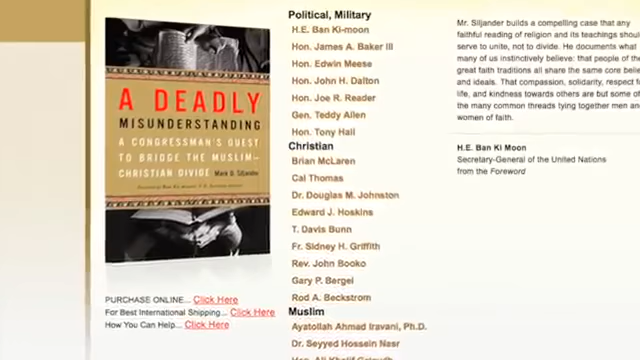 A DEADLY
MISUNDERSTANDING
A CONGRESSMAN'S QUEST
TO BRIDGE THE MUSLIM-
CHRISTIAN DIVIDE Mark D. Siljander
PURCHASE ONLINE... Click Here
For Best International Shipping... Click Here
How You Can Help... Click Here
Political, Military
H.E. Ban Ki-moon
Hon. James A. Baker III
Hon. Edwin Meese
Hon. John H. Dalton
Hon. Joe R. Reader
Gen. Teddy Allen
Hon. Tony Hall
Christian
Brian McLaren
Cal Thomas
Dr. Douglas M. Johnston
Edward J. Hoskins
T. Davis Bunn
Fr. Sidney H. Griffith
Rev. John Booko
Gary P. Bergel
Rod A. Beckstrom
Muslim
Ayatollah Ahmad Iravani, Ph.D.
Dr. Seyyed Hossein Nasr
Mr. Siljander builds a compelling case that any
faithful reading of religion and its teachings shou
serve to unite, not to divide. He documents what
many of us instinctively believe: that people of the
great faith traditions all share the same core belie
and ideals. That compassion, solidarity, respect f
life, and kindness towards others are but some of
the many common threads tying together men an
women of faith.
H.E. Ban Ki Moon
Secretary-General of the United Nations
from the Foreword